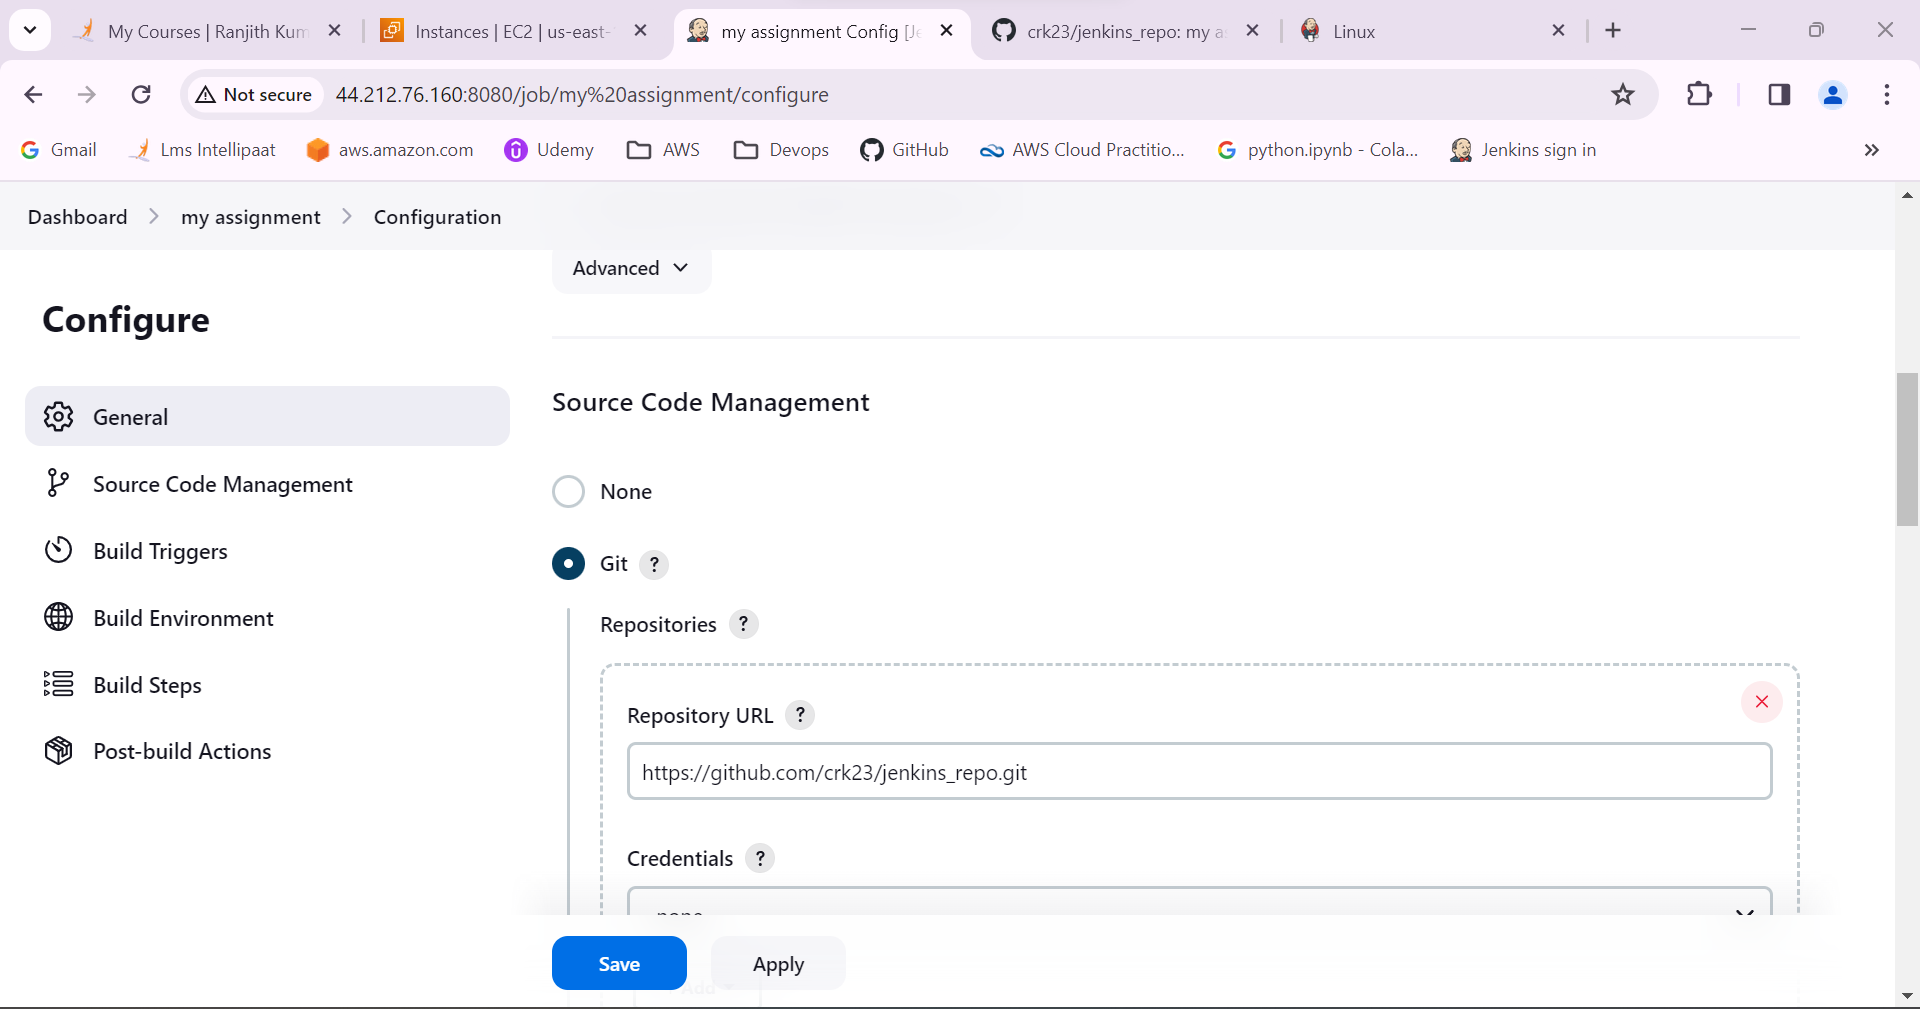 My Courses | Ranjith Kum
Instances | EC2 | us-east-
my assignment Config [Je
crk23/jenkins_repo: my a
Linux
Not secure
44.212.76.160:8080/job/my%20assignment/configure
Gmail
Lms Intellipaat
aws.amazon.com
Udemy
AWS
Devops
GitHub
AWS Cloud Practitio...
python.ipynb - Cola...
Jenkins sign in
Dashboard
my assignment
Configuration
Advanced
Configure
General
Source Code Management
Build Triggers
Build Environment
Build Steps
Post-build Actions
Source Code Management
None
Git ?
Repositories ?
Repository URL ?
https://github.com/crk23/jenkins_repo.git
Credentials ?
Save
Apply